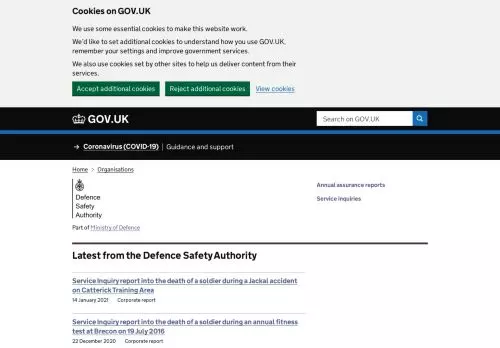 Cookies on GOV.UK
We use some essential cookies to make this website work.
We'd like to set additional cookies to understand how you use GOV.UK,
remember your settings and improve government services.
We also use cookies set by other sites to help us deliver content from their
services.
Accept additional cookies Reject additional cookies View cookies
GOV.UK Search on GOV.UK
→ Coronavirus (COVID-19) | Guidance and support
Home > Organisations
Defence
Safety
Authority
Annual assurance reports
Service inquiries
Part of Ministry of Defence
Latest from the Defence Safety Authority
Service Inquiry report into the death of a soldier during a Jackal accident
on Catterick Training Area
14 January 2021 Corporate report
Service Inquiry report into the death of a soldier during an annual fitness
test at Brecon on 19 July 2016
22 December 2020 Corporate report